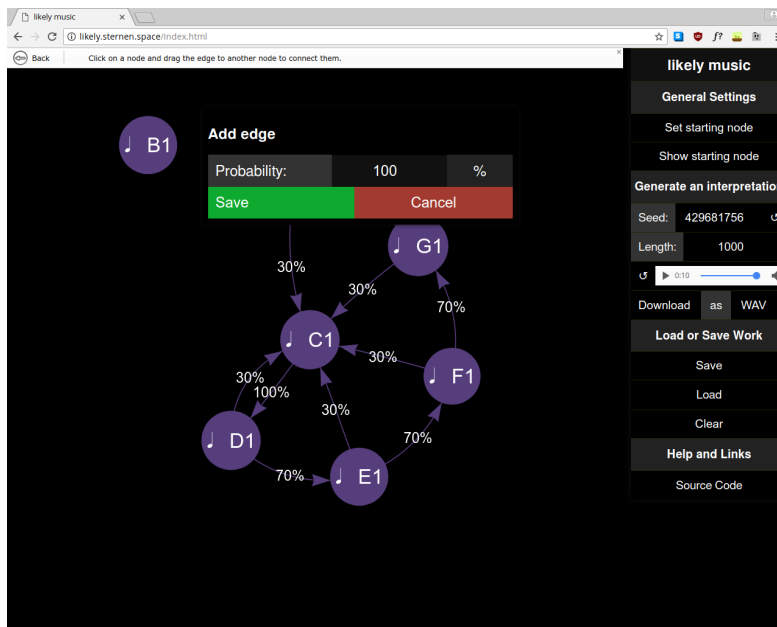 likely music
likely.sternen.space/index.html
f?
Back
Click on a node and drag the edge to another node to connect them.
likely music
General Settings
Set starting node
Show starting node
Generate an interpretation
Seed: 429681756
Length: 1000
0:10
Download as WAV
Load or Save Work
Save
Load
Clear
Help and Links
Source Code
Add edge
Probability: 100 %
Save Cancel
B1
G1
30%
30%
70%
C1
30%
F1
30%
100%
30%
70%
D1
70%
E1